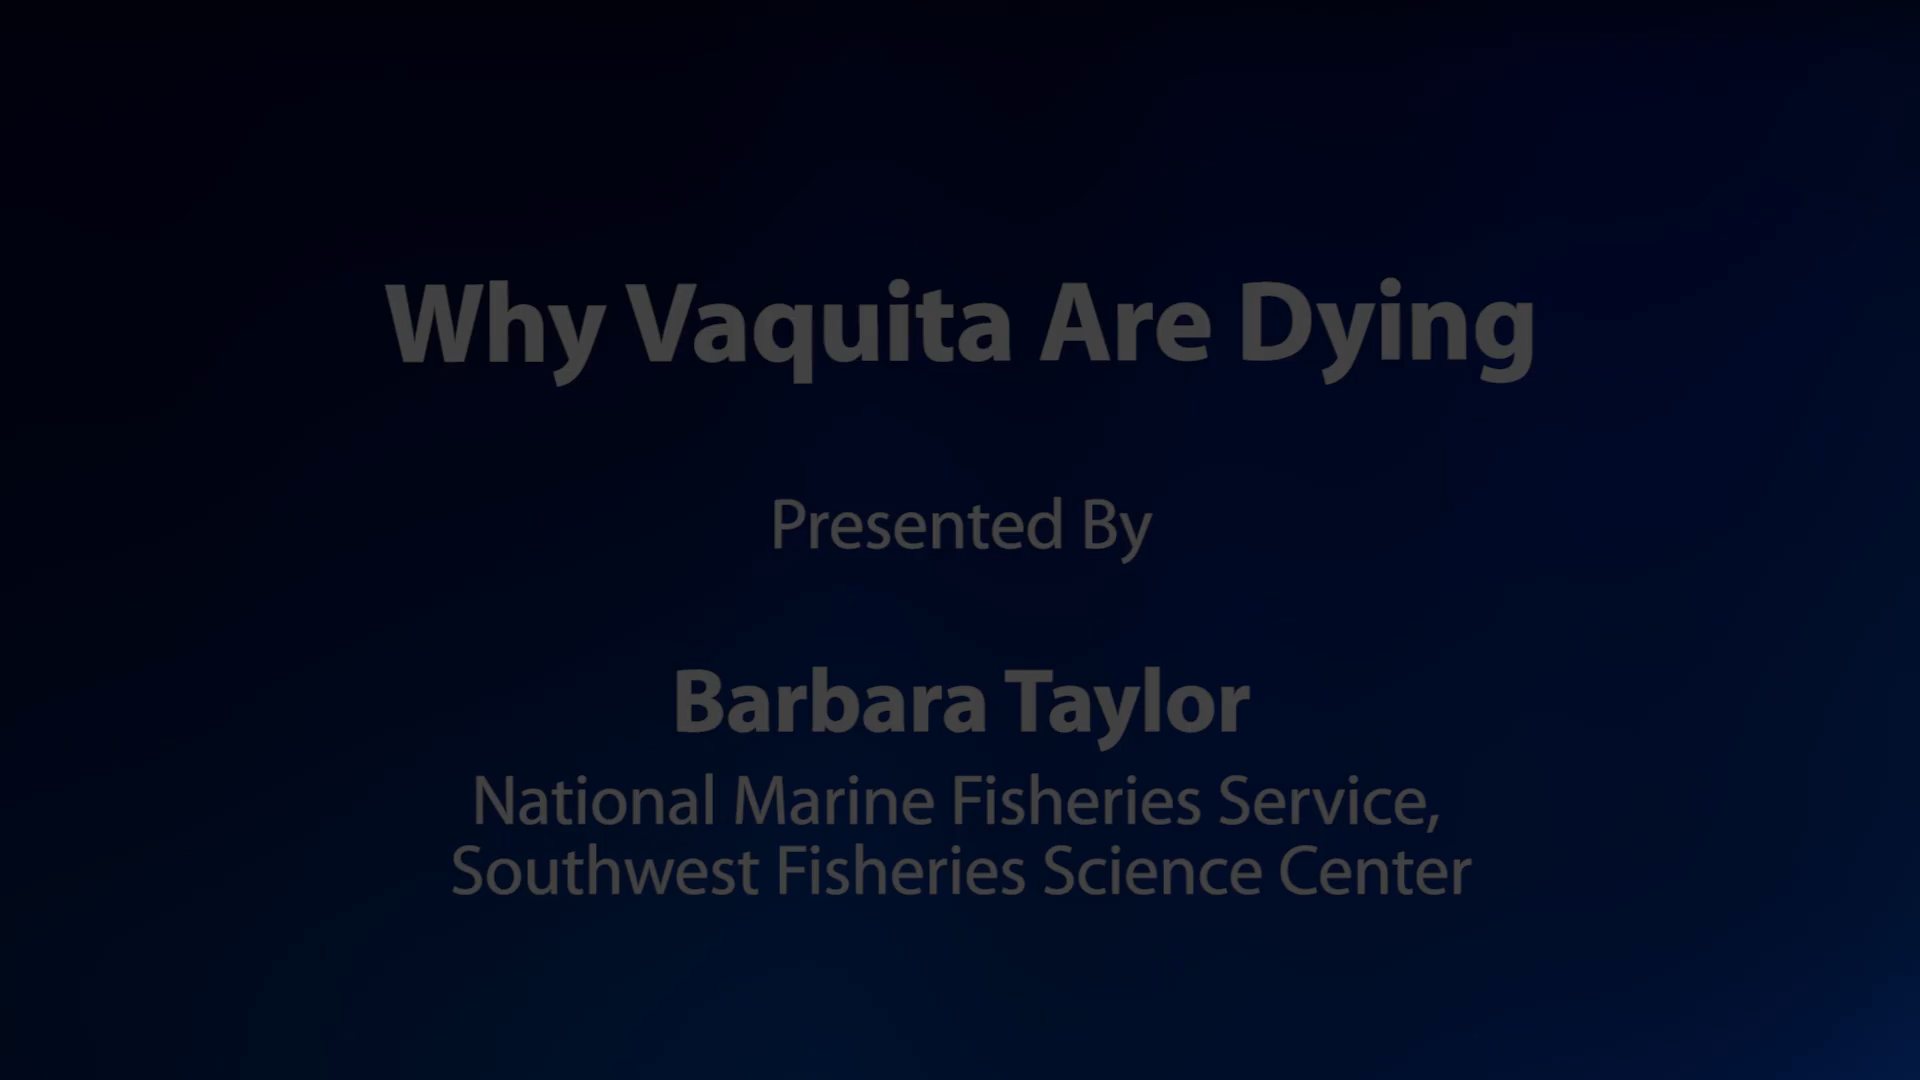 Why Vaquita Are Dying
Presented By
Barbara Taylor
National Marine Fisheries Service,
Southwest Fisheries Science Center